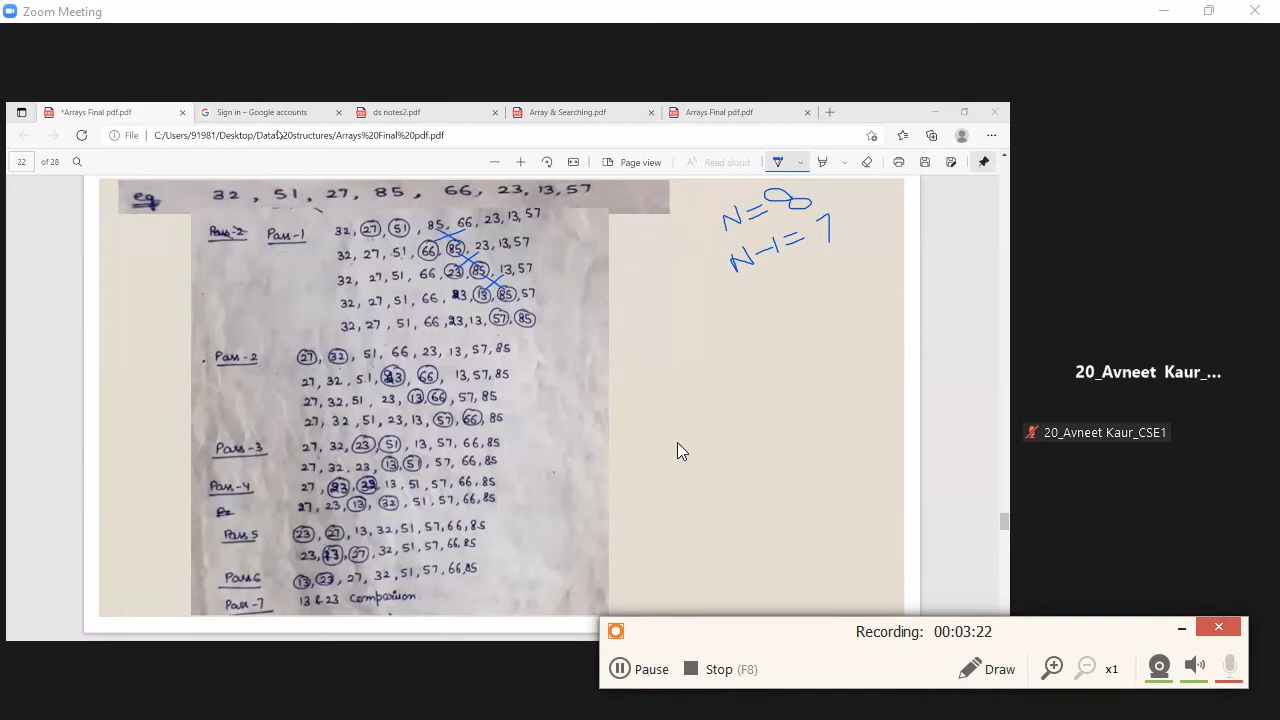 Zoom Meeting
*Arrays Final pdf.pdf
Sign in – Google accounts
ds notes2.pdf
Array & Searching.pdf
Arrays Final pdf.pdf
File
C:/Users/91981/Desktop/Data%20structures/Arrays%20Final%20pdf.pdf
22 of 28
Page view
Read aloud
eg 32, 51, 27, 85, 66, 23, 13, 57
N=8
N-1=7
Pass-2 Pass-1 32, 27, 51, 85, 66, 23, 13, 57
32, 27, 51, 66, 85, 23, 13, 57
32, 27, 51, 66, 23, 85, 13, 57
32, 27, 51, 66, 23, 13, 85, 57
32, 27, 51, 66, 23, 13, 57, 85
Pass-2 27, 32, 51, 66, 23, 13, 57, 85
27, 32, 51, 23, 66, 13, 57, 85
27, 32, 51, 23, 13, 66, 57, 85
27, 32, 51, 23, 13, 57, 66, 85
Pass-3 27, 32, 23, 51, 13, 57, 66, 85
27, 32, 23, 13, 51, 57, 66, 85
Pass-4 27, 23, 32, 13, 51, 57, 66, 85
27, 23, 13, 32, 51, 57, 66, 85
Pass 5 23, 27, 13, 32, 51, 57, 66, 85
23, 13, 27, 32, 51, 57, 66, 85
Pass 6 13, 23, 27, 32, 51, 57, 66, 85
Pass-7 13 & 23 Comparison
20_Avneet Kaur_...
20_Avneet Kaur_CSE1
Recording: 00:03:22
Pause
Stop (F8)
Draw
x1